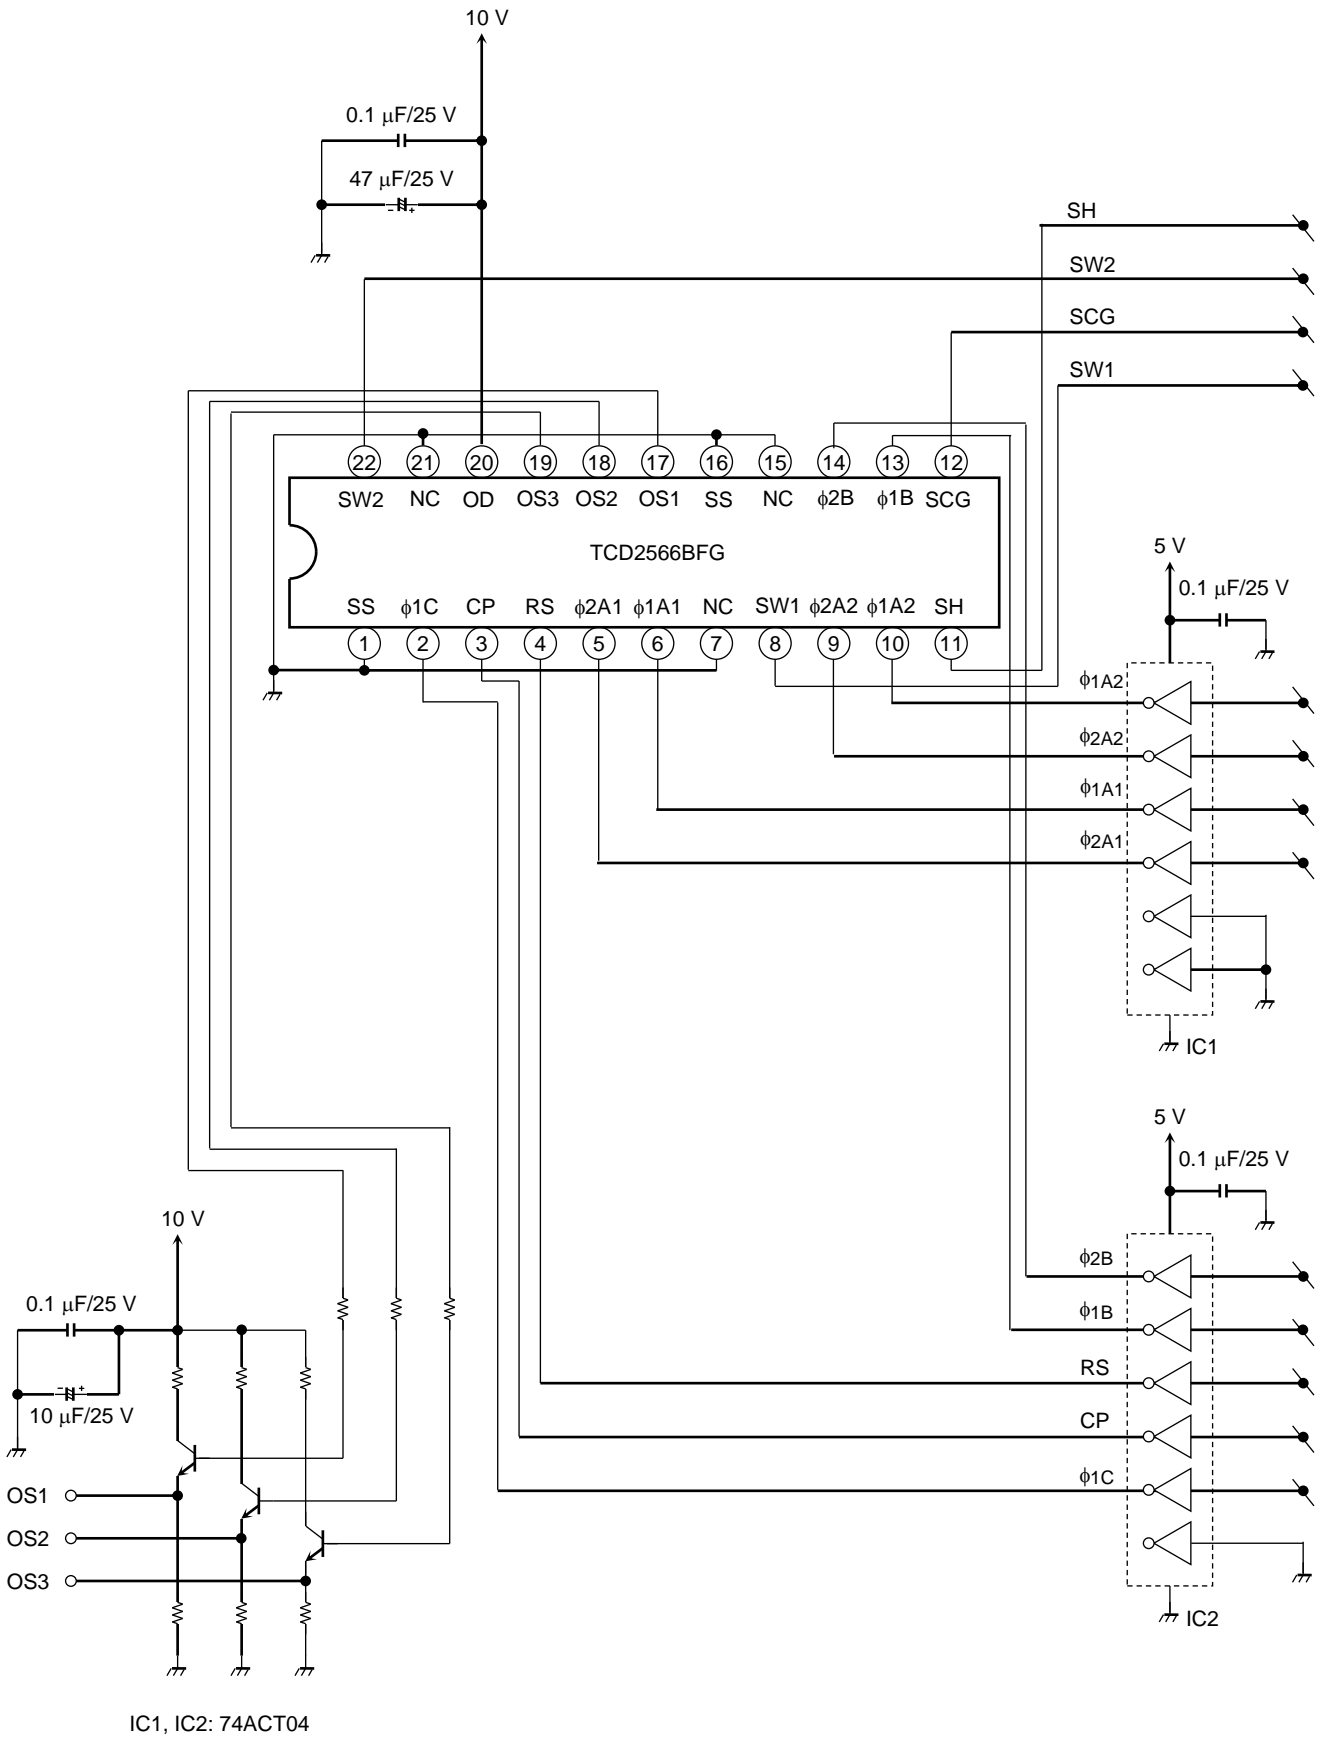 10 V
0.1 μF/25 V
47 μF/25 V
- +
SH
SW2
SCG
SW1
22 21 20 19 18 17 16 15 14 13 12
SW2 NC OD OS3 OS2 OS1 SS NC ϕ2B ϕ1B SCG
TCD2566BFG
SS ϕ1C CP RS ϕ2A1 ϕ1A1 NC SW1 ϕ2A2 ϕ1A2 SH
1 2 3 4 5 6 7 8 9 10 11
5 V
0.1 μF/25 V
ϕ1A2
ϕ2A2
ϕ1A1
ϕ2A1
IC1
5 V
0.1 μF/25 V
ϕ2B
ϕ1B
RS
CP
ϕ1C
IC2
10 V
0.1 μF/25 V
- +
10 μF/25 V
OS1
OS2
OS3
IC1, IC2: 74ACT04